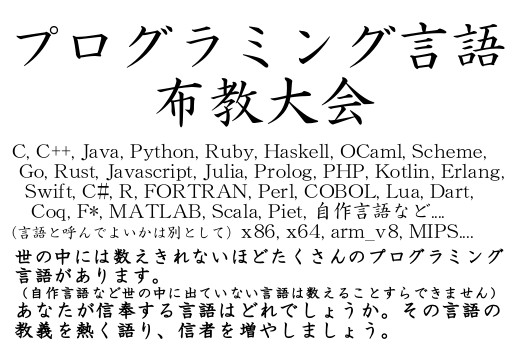 プログラミング言語
布教大会
C, C++, Java, Python, Ruby, Haskell, OCaml, Scheme,
Go, Rust, Javascript, Julia, Prolog, PHP, Kotlin, Erlang,
Swift, C#, R, FORTRAN, Perl, COBOL, Lua, Dart,
Coq, F*, MATLAB, Scala, Piet, 自作言語など....
(言語と呼んでよいかは別として) x86, x64, arm_v8, MIPS....
世の中には数えきれないほどたくさんのプログラミング
言語があります。
(自作言語など世の中に出ていない言語は数えることすらできません)
あなたが信奉する言語はどれでしょうか。その言語の
教義を熱く語り、信者を増やしましょう。